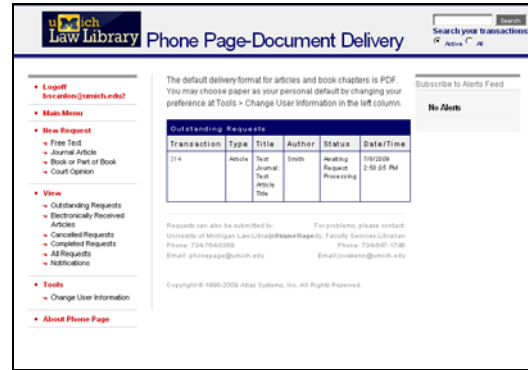 umich
Law Library
Phone Page-Document Delivery
Search
Search your transactions:
Active All
Logoff
bscanlon@umich.edu2
Main Menu
New Request
Free Text
Journal Article
Book or Part of Book
Court Opinion
View
Outstanding Requests
Electronically Received
Articles
Cancelled Requests
Completed Requests
All Requests
Notifications
Tools
Change User Information
About Phone Page
The default delivery format for articles and book chapters is PDF.
You may choose paper as your personal default by changing your
preference at Tools > Change User Information in the left column.
Outstanding Requests
Transaction Type Title Author Status Date/Time
314 Article Test Journal: Test Article Title Smith Awaiting Request Processing 7/8/2009 2:59:05 PM
Requests can also be submitted to:
University of Michigan Law Library
Phone: 734-764-0369
Email: phonepage@umich.edu
For problems, please contact:
Faculty Services Librarian
Phone: 734-647-1746
Copyright © 1998-2009 Atlas Systems, Inc. All Rights Reserved.
Subscribe to Alerts Feed
No Alerts